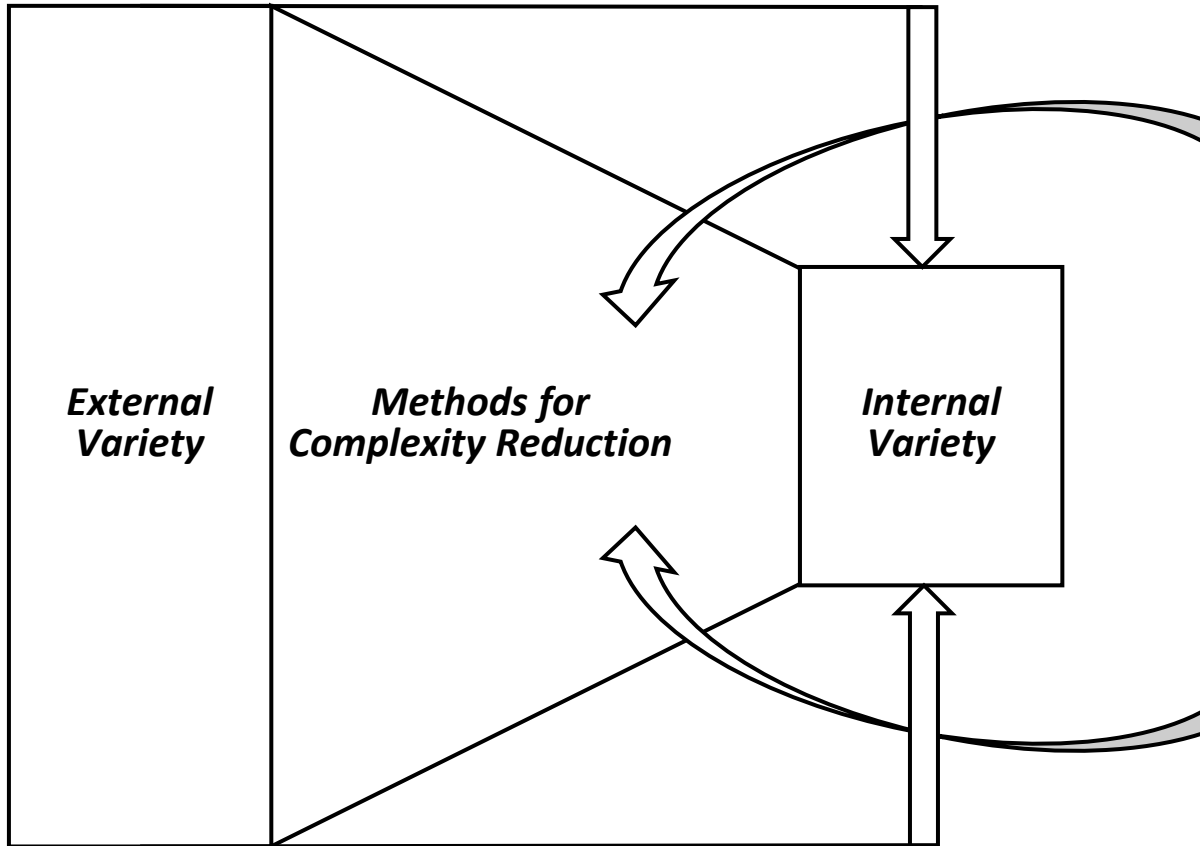 External
Variety
Methods for
Complexity Reduction
Internal
Variety